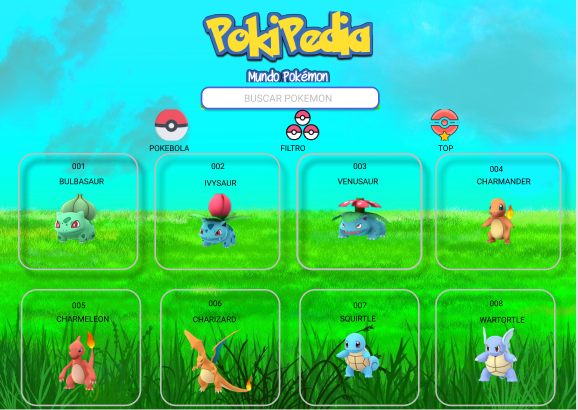 PokiPedia
Mundo Pokémon
BUSCAR POKEMON
POKEBOLA
FILTRO
TOP
001
BULBASAUR
002
IVYSAUR
003
VENUSAUR
004
CHARMANDER
005
CHARMELEON
006
CHARIZARD
007
SQUIRTLE
008
WARTORTLE